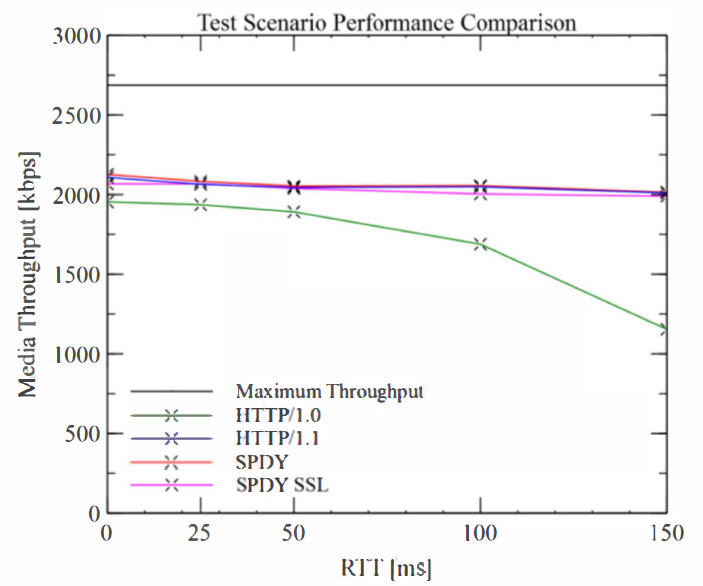 Test Scenario Performance Comparison
3000
2500
2000
1500
1000
500
0
Media Throughput [kbps]
Maximum Throughput
HTTP/1.0
HTTP/1.1
SPDY
SPDY SSL
0 25 50 100 150
RTT [ms]